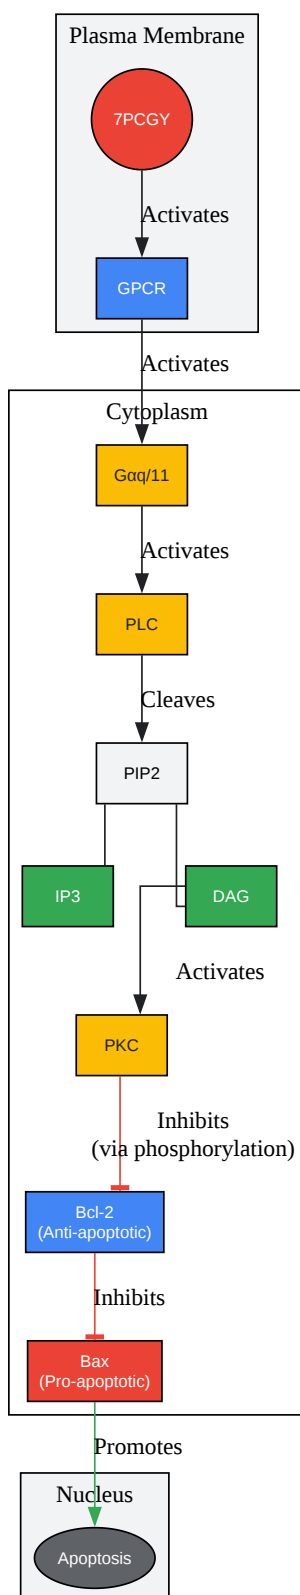 Plasma Membrane
7PCGY
Activates
GPCR
Activates
Cytoplasm
Gαq/11
Activates
PLC
Cleaves
PIP2
IP3
DAG
Activates
PKC
Inhibits
(via phosphorylation)
Bcl-2
(Anti-apoptotic)
Inhibits
Bax
(Pro-apoptotic)
Promotes
Nucleus
Apoptosis